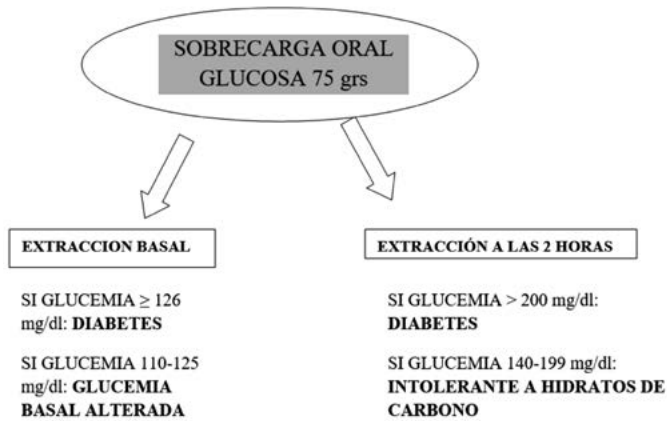 SOBRECARGA ORAL
GLUCOSA 75 grs
EXTRACCION BASAL
SI GLUCEMIA ≥ 126
mg/dl: DIABETES
SI GLUCEMIA 110-125
mg/dl: GLUCEMIA
BASAL ALTERADA
EXTRACCIÓN A LAS 2 HORAS
SI GLUCEMIA > 200 mg/dl:
DIABETES
SI GLUCEMIA 140-199 mg/dl:
INTOLERANTE A HIDRATOS DE
CARBONO